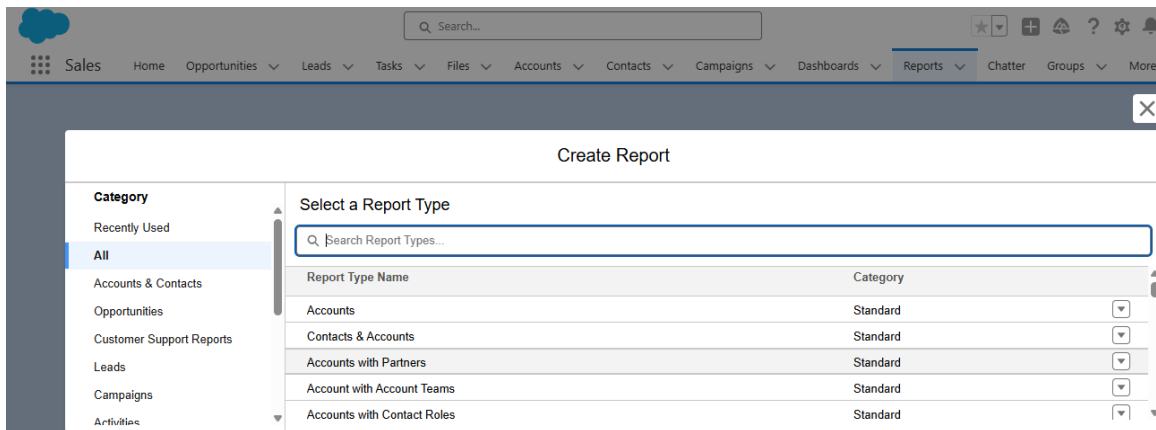 Search...
Sales Home Opportunities Leads Tasks Files Accounts Contacts Campaigns Dashboards Reports Chatter Groups More
Create Report
Category
Recently Used
All
Accounts & Contacts
Opportunities
Customer Support Reports
Leads
Campaigns
Activities
Select a Report Type
Search Report Types...
Report Type Name Category
Accounts Standard
Contacts & Accounts Standard
Accounts with Partners Standard
Account with Account Teams Standard
Accounts with Contact Roles Standard